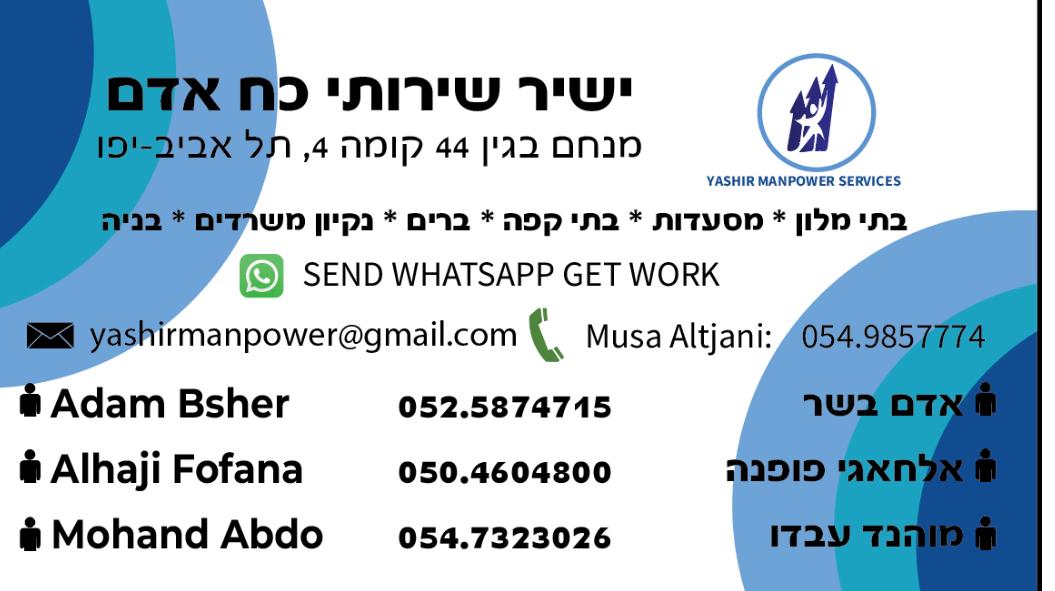 ישיר שירותי כח אדם
מנחם בגין 44 קומה 4, תל אביב-יפו
YASHIR MANPOWER SERVICES
בתי מלון * מסעדות * בתי קפה * ברים * נקיון משרדים * בניה
SEND WHATSAPP GET WORK
yashirmanpower@gmail.com Musa Altjani: 054.9857774
Adam Bsher 052.5874715 אדם בשר
Alhaji Fofana 050.4604800 אלחאגי פופנה
Mohand Abdo 054.7323026 מוהנד עבדו